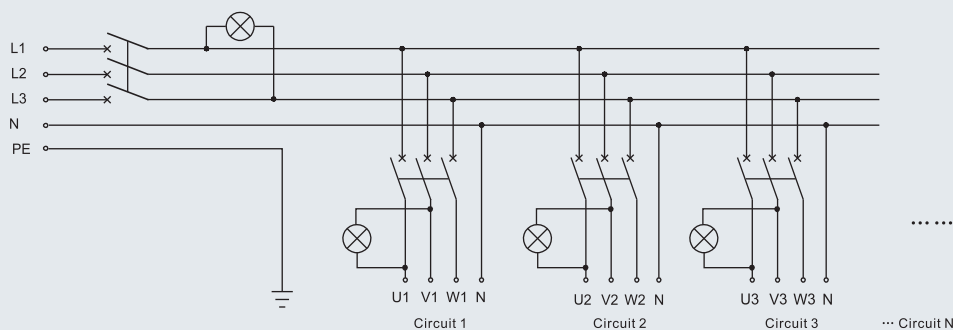 L1
L2
L3
N
PE
U1 V1 W1 N
U2 V2 W2 N
U3 V3 W3 N
Circuit 1
Circuit 2
Circuit 3
··· Circuit N